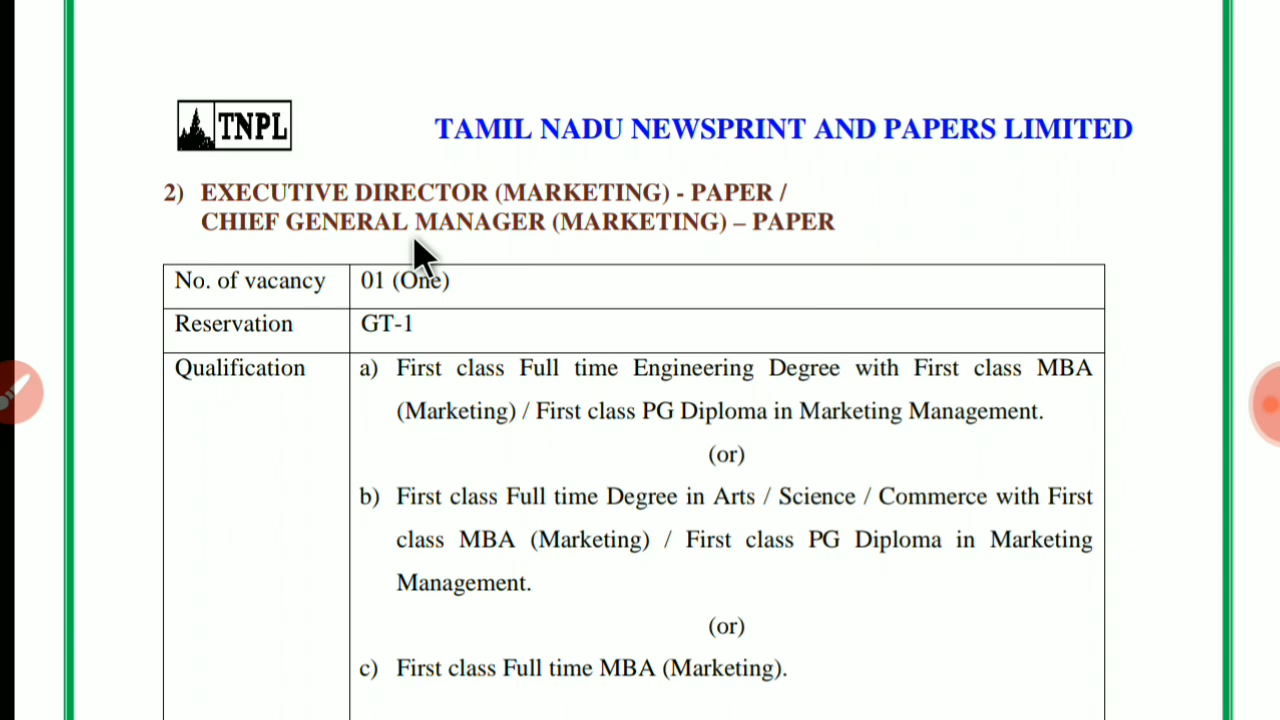 TNPL
TAMIL NADU NEWSPRINT AND PAPERS LIMITED
2) EXECUTIVE DIRECTOR (MARKETING) - PAPER /
CHIEF GENERAL MANAGER (MARKETING) – PAPER
No. of vacancy 01 (One)
Reservation GT-1
Qualification a) First class Full time Engineering Degree with First class MBA
(Marketing) / First class PG Diploma in Marketing Management.
(or)
b) First class Full time Degree in Arts / Science / Commerce with First
class MBA (Marketing) / First class PG Diploma in Marketing
Management.
(or)
c) First class Full time MBA (Marketing).